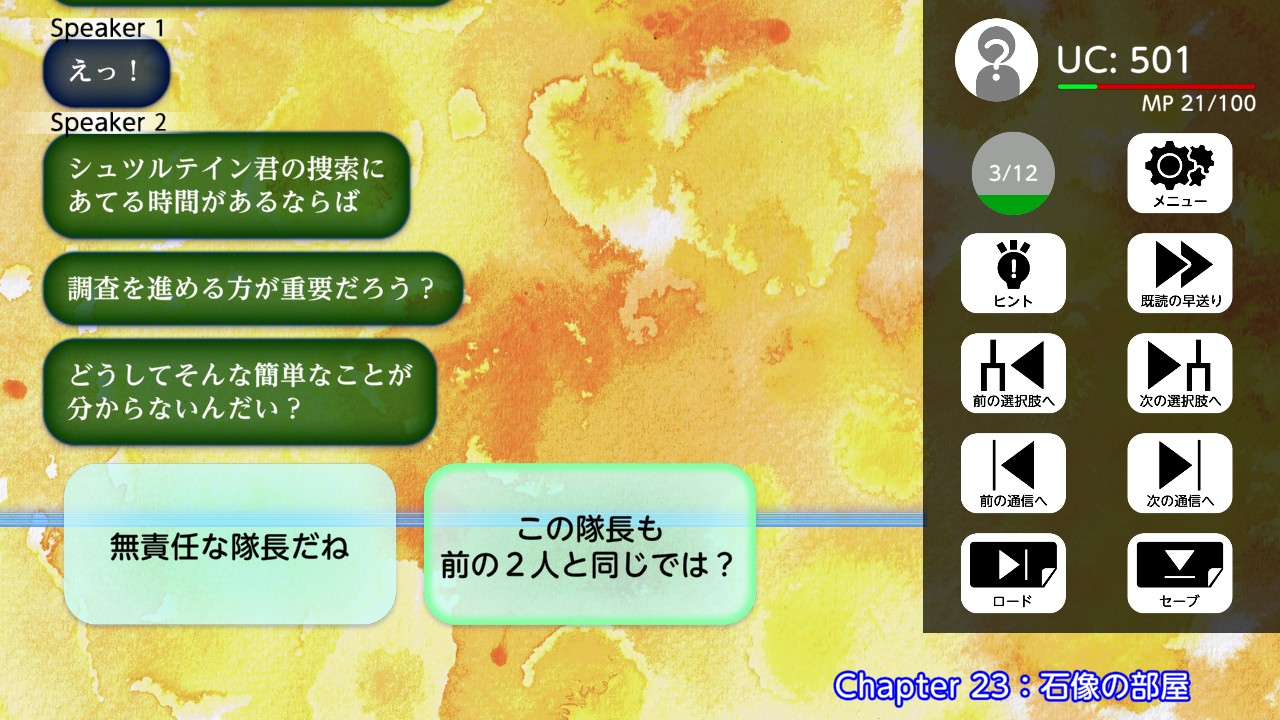 Speaker 1
えっ！
Speaker 2
シュツルテイン君の捜索に
あてる時間があるならば
調査を進める方が重要だろう？
どうしてそんな簡単なことが
分からないんだい？
無責任な隊長だね
この隊長も
前の２人と同じでは？
UC: 501
MP 21/100
3/12
メニュー
ヒント
既読の早送り
前の選択肢へ
次の選択肢へ
前の通信へ
次の通信へ
ロード
セーブ
Chapter 23：石像の部屋